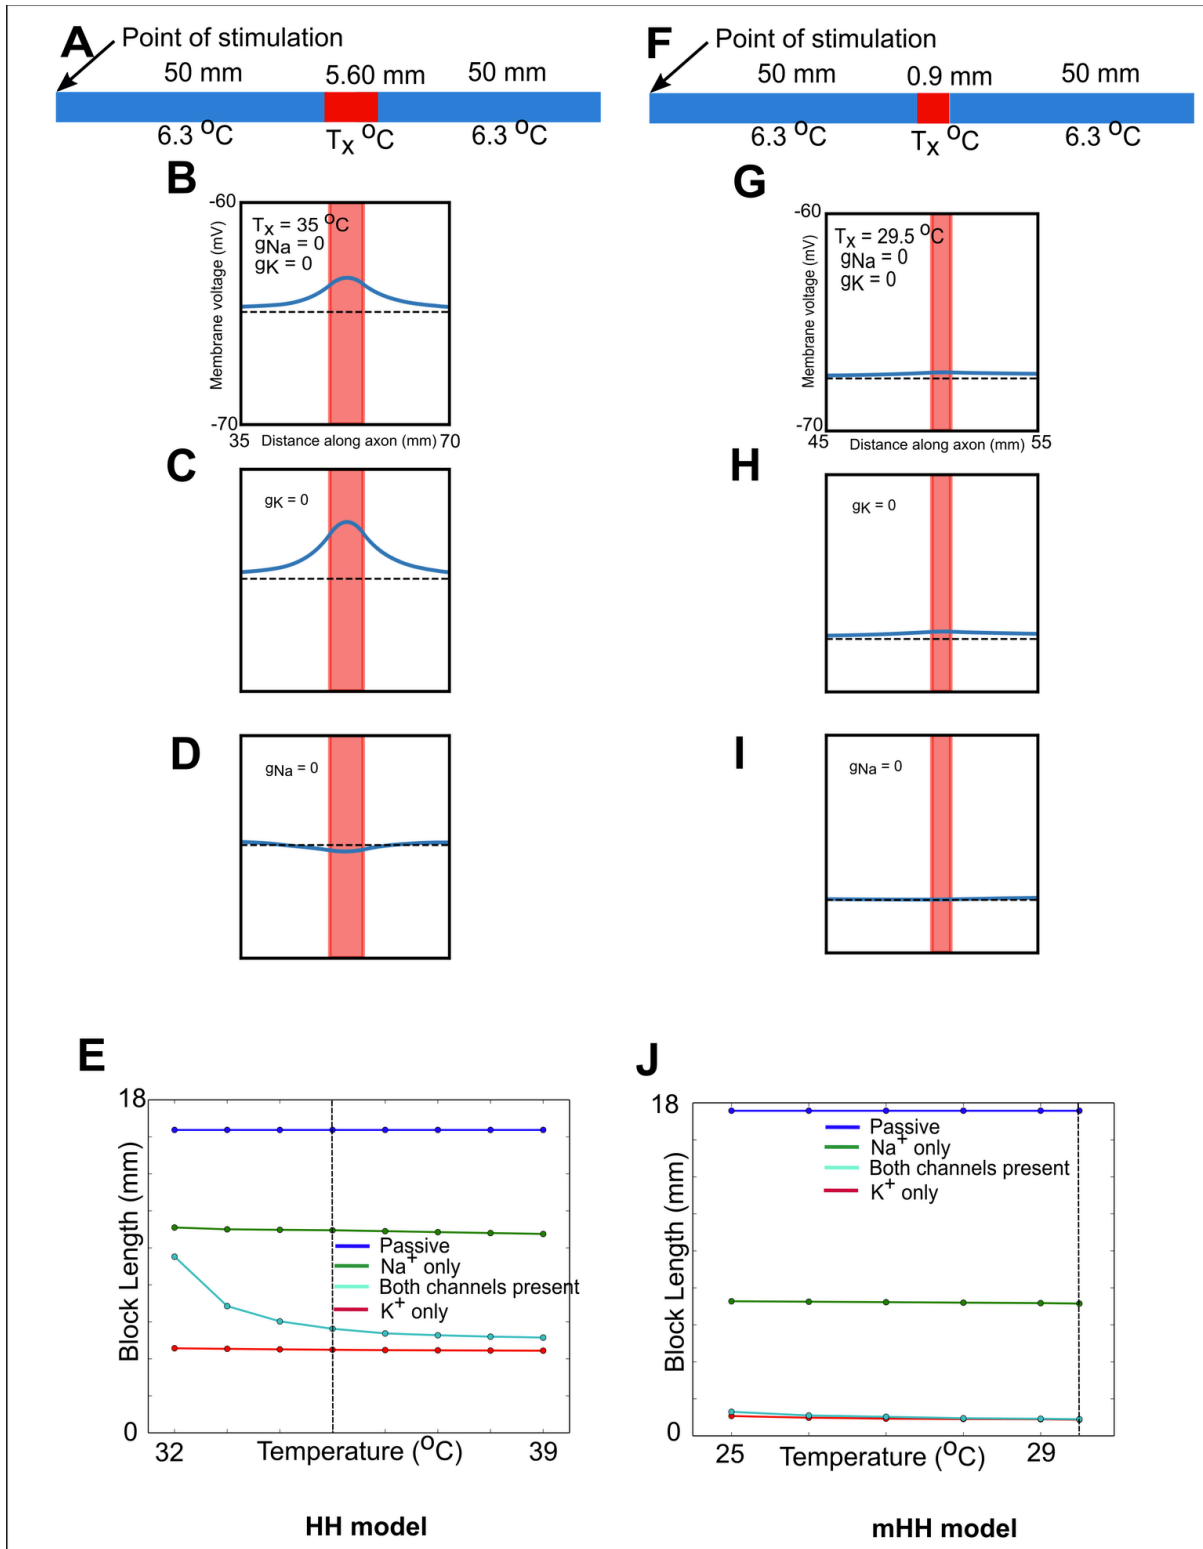 A
Point of stimulation
50 mm
5.60 mm
50 mm
6.3 °C
Tx °C
6.3 °C
B
-60
Tx = 35 °C
gNa = 0
gK = 0
Membrane voltage (mV)
-70
35
Distance along axon (mm)
70
C
gK = 0
D
gNa = 0
E
18
Passive
Na+ only
Both channels present
K+ only
Block Length (mm)
0
32
Temperature (°C)
39
HH model
F
Point of stimulation
50 mm
0.9 mm
50 mm
6.3 °C
Tx °C
6.3 °C
G
-60
Tx = 29.5 °C
gNa = 0
gK = 0
Membrane voltage (mV)
-70
45
Distance along axon (mm)
55
H
gK = 0
I
gNa = 0
J
18
Passive
Na+ only
Both channels present
K+ only
Block Length (mm)
0
25
Temperature (°C)
29
mHH model